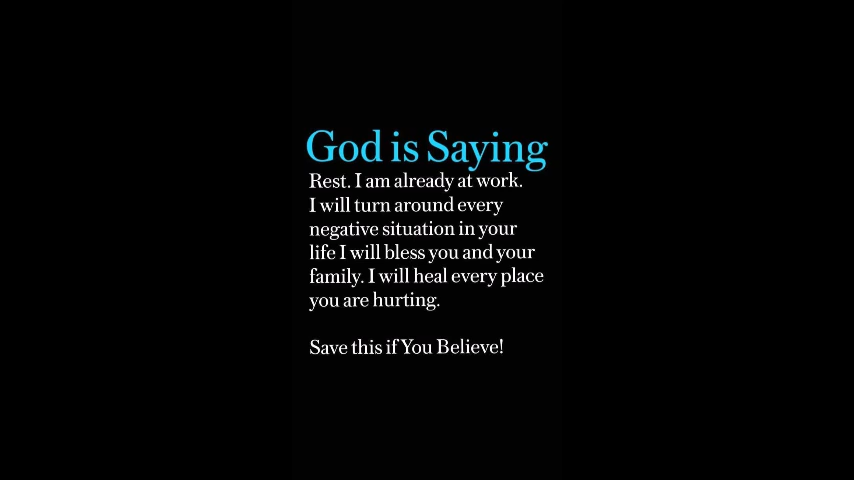 God is Saying
Rest. I am already at work.
I will turn around every
negative situation in your
life I will bless you and your
family. I will heal every place
you are hurting.
Save this if You Believe!